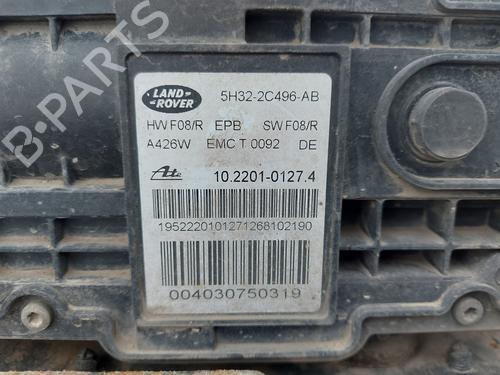 LAND
ROVER
5H32-2C496-AB
HW F08/R EPB SW F08/R
A426W EMC T 0092 DE
Ate 10.2201-0127.4
1952220101271268102190
004030750319
B-PARTS